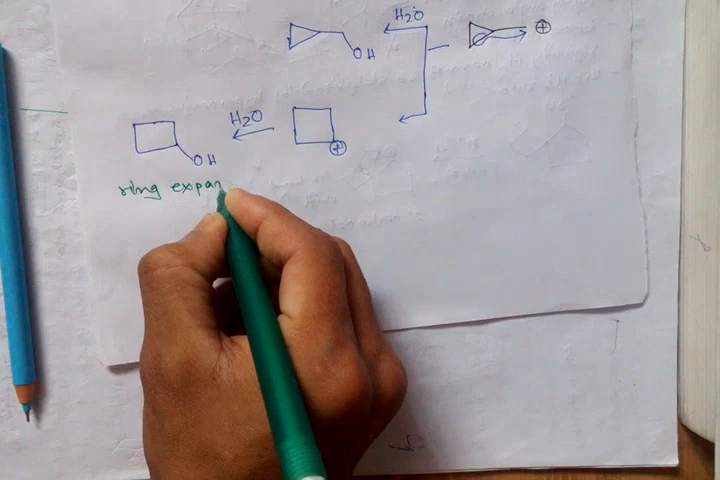 H₂O
⊕
OH
H₂O
⊕
OH
ring expan